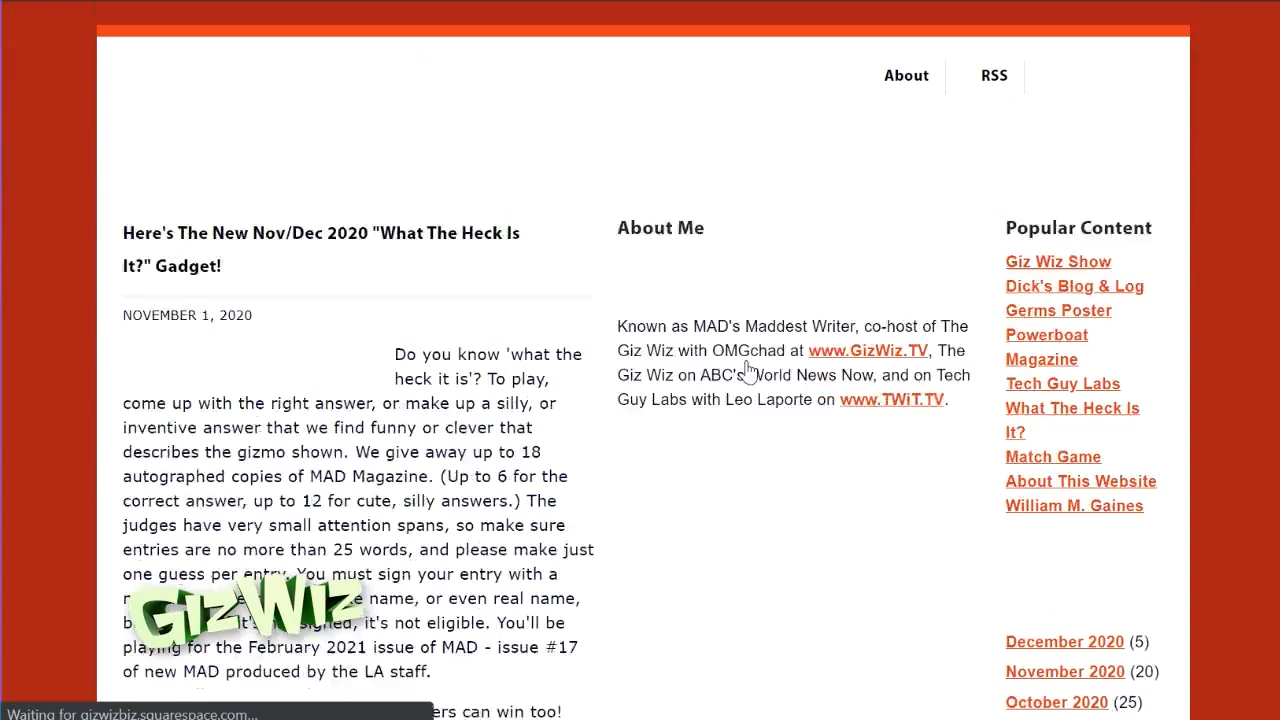 About
RSS
Here's The New Nov/Dec 2020 "What The Heck Is
It?" Gadget!
NOVEMBER 1, 2020
Do you know 'what the
heck it is'? To play,
come up with the right answer, or make up a silly, or
inventive answer that we find funny or clever that
describes the gizmo shown. We give away up to 18
autographed copies of MAD Magazine. (Up to 6 for the
correct answer, up to 12 for cute, silly answers.) The
judges have very small attention spans, so make sure
entries are no more than 25 words, and please make just
one guess per entry. You must sign your entry with a
name, or even real name,
signed, it's not eligible. You'll be
playing for the February 2021 issue of MAD - issue #17
of new MAD produced by the LA staff.
ers can win too!
GizWiz
About Me
Known as MAD's Maddest Writer, co-host of The
Giz Wiz with OMGchad at www.GizWiz.TV, The
Giz Wiz on ABC's World News Now, and on Tech
Guy Labs with Leo Laporte on www.TWiT.TV.
Popular Content
Giz Wiz Show
Dick's Blog & Log
Germs Poster
Powerboat
Magazine
Tech Guy Labs
What The Heck Is
It?
Match Game
About This Website
William M. Gaines
December 2020 (5)
November 2020 (20)
October 2020 (25)
Waiting for gizwizbiz.squarespace.com...